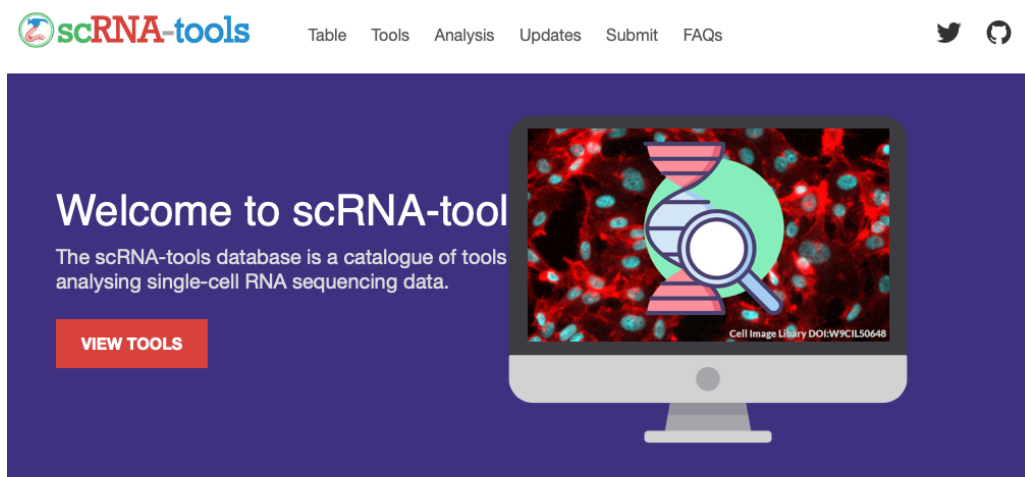 scRNA-tools
Table Tools Analysis Updates Submit FAQs
Welcome to scRNA-tool
The scRNA-tools database is a catalogue of tools
analysing single-cell RNA sequencing data.
VIEW TOOLS
Cell Image Libary DOI:W9CIL50648